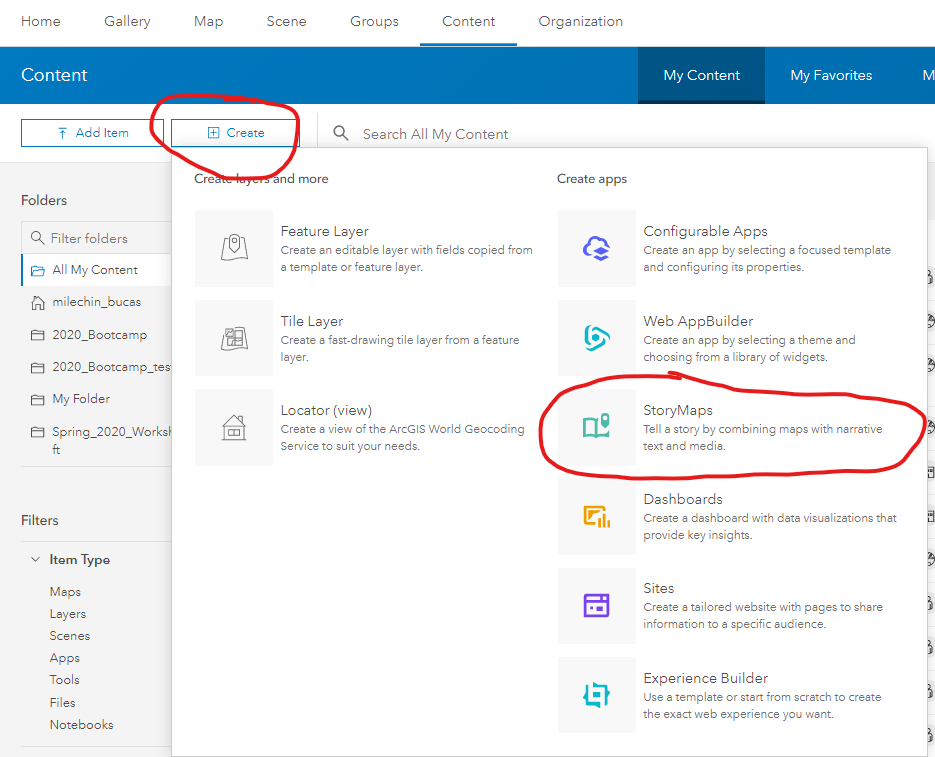 Home Gallery Map Scene Groups Content Organization
Content My Content My Favorites M
Add Item Create Search All My Content
Create layers and more
Create apps
Folders
Filter folders
All My Content
milechin_bucas
2020_Bootcamp
2020_Bootcamp_tes
My Folder
Spring_2020_Worksh
ft
Filters
Item Type
Maps
Layers
Scenes
Apps
Tools
Files
Notebooks
Feature Layer
Create an editable layer with fields copied from
a template or feature layer.
Tile Layer
Create a fast-drawing tile layer from a feature
layer.
Locator (view)
Create a view of the ArcGIS World Geocoding
Service to suit your needs.
Configurable Apps
Create an app by selecting a focused template
and configuring its properties.
Web AppBuilder
Create an app by selecting a theme and
choosing from a library of widgets.
StoryMaps
Tell a story by combining maps with narrative
text and media.
Dashboards
Create a dashboard with data visualizations that
provide key insights.
Sites
Create a tailored website with pages to share
information to a specific audience.
Experience Builder
Use a template or start from scratch to create
the exact web experience you want.